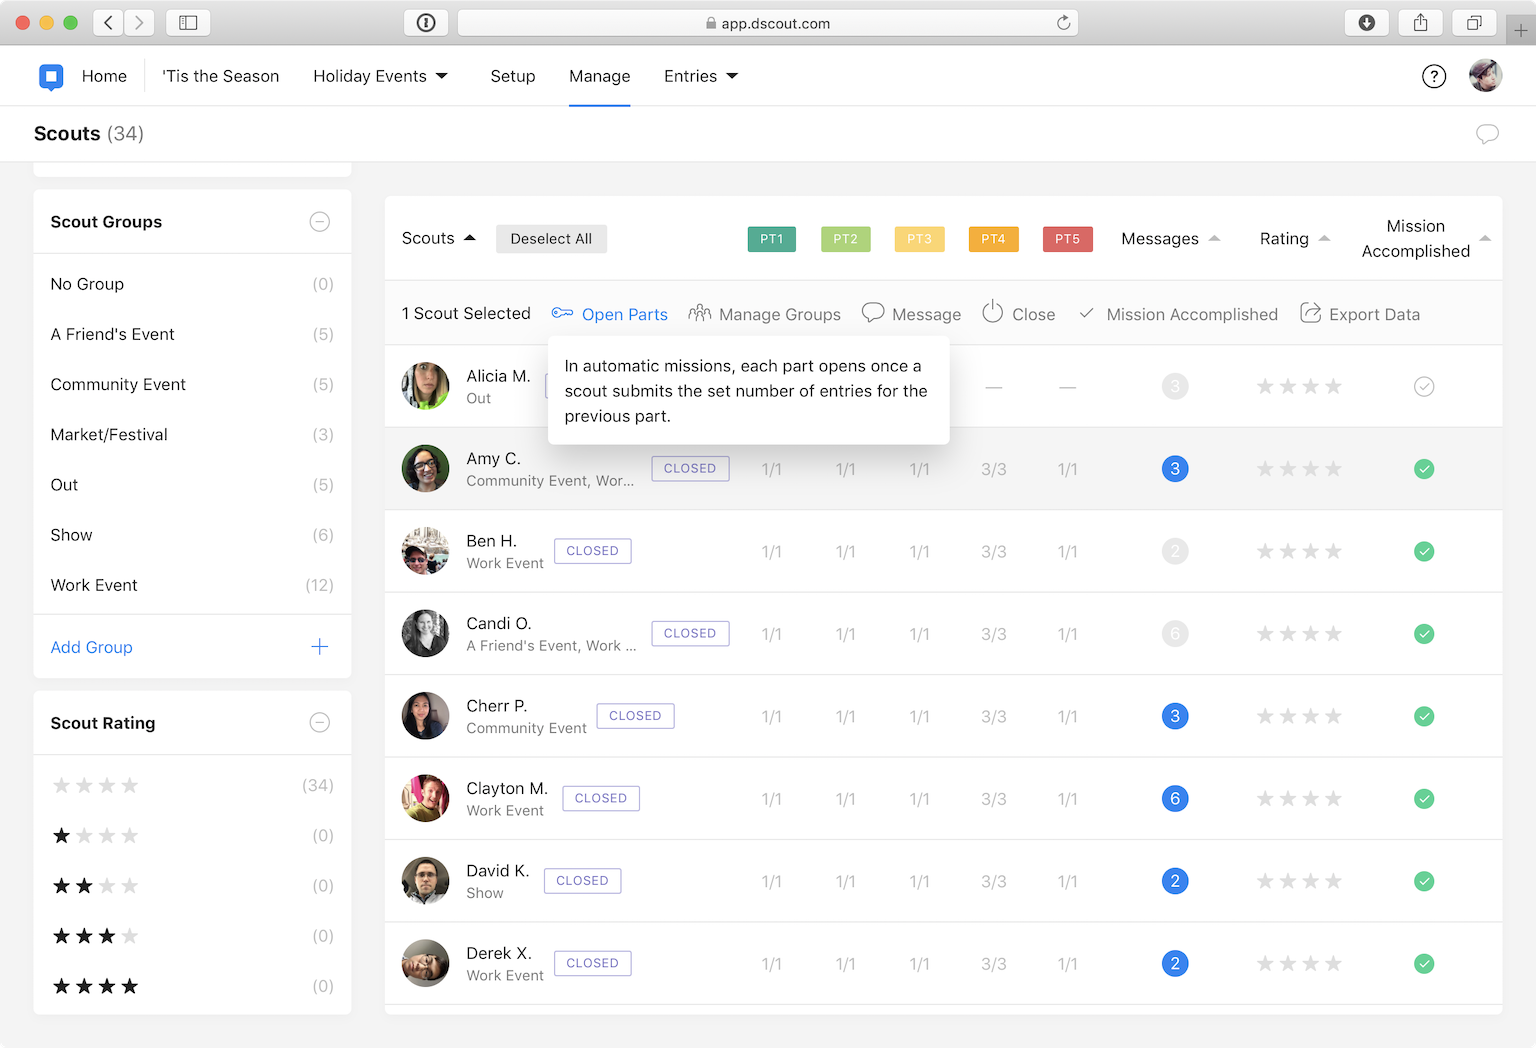 app.dscout.com
Home 'Tis the Season Holiday Events Setup Manage Entries ?
Scouts (34)
Scout Groups
No Group (0)
A Friend's Event (5)
Community Event (5)
Market/Festival (3)
Out (5)
Show (6)
Work Event (12)
Add Group
Scout Rating
(34)
(0)
(0)
(0)
(0)
Scouts Deselect All PT1 PT2 PT3 PT4 PT5 Messages Rating Mission
Accomplished
1 Scout Selected Open Parts Manage Groups Message Close Mission Accomplished Export Data
In automatic missions, each part opens once a
scout submits the set number of entries for the
previous part.
Alicia M. — — 3
Out
Amy C. CLOSED 1/1 1/1 1/1 3/3 1/1 3
Community Event, Wor...
Ben H. CLOSED 1/1 1/1 1/1 3/3 1/1 2
Work Event
Candi O. CLOSED 1/1 1/1 1/1 3/3 1/1 6
A Friend's Event, Work ...
Cherr P. CLOSED 1/1 1/1 1/1 3/3 1/1 3
Community Event
Clayton M. CLOSED 1/1 1/1 1/1 3/3 1/1 6
Work Event
David K. CLOSED 1/1 1/1 1/1 3/3 1/1 2
Show
Derek X. CLOSED 1/1 1/1 1/1 3/3 1/1 2
Work Event